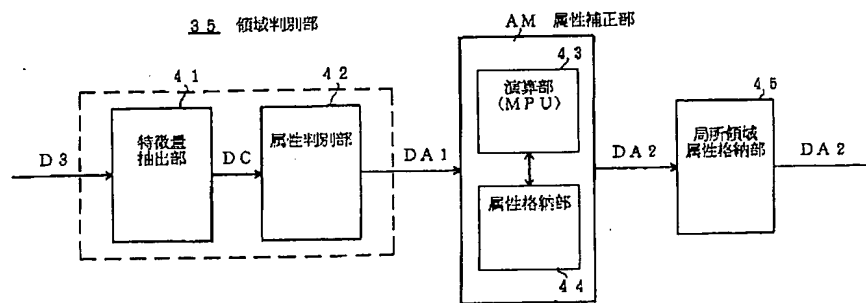 35 領域判別部
AM 属性補正部
41
42
43
45
特徴量
抽出部
属性判別部
演算部
(MPU)
局所領域
属性格納部
D3
DC
DA1
DA2
DA2
属性格納部
44